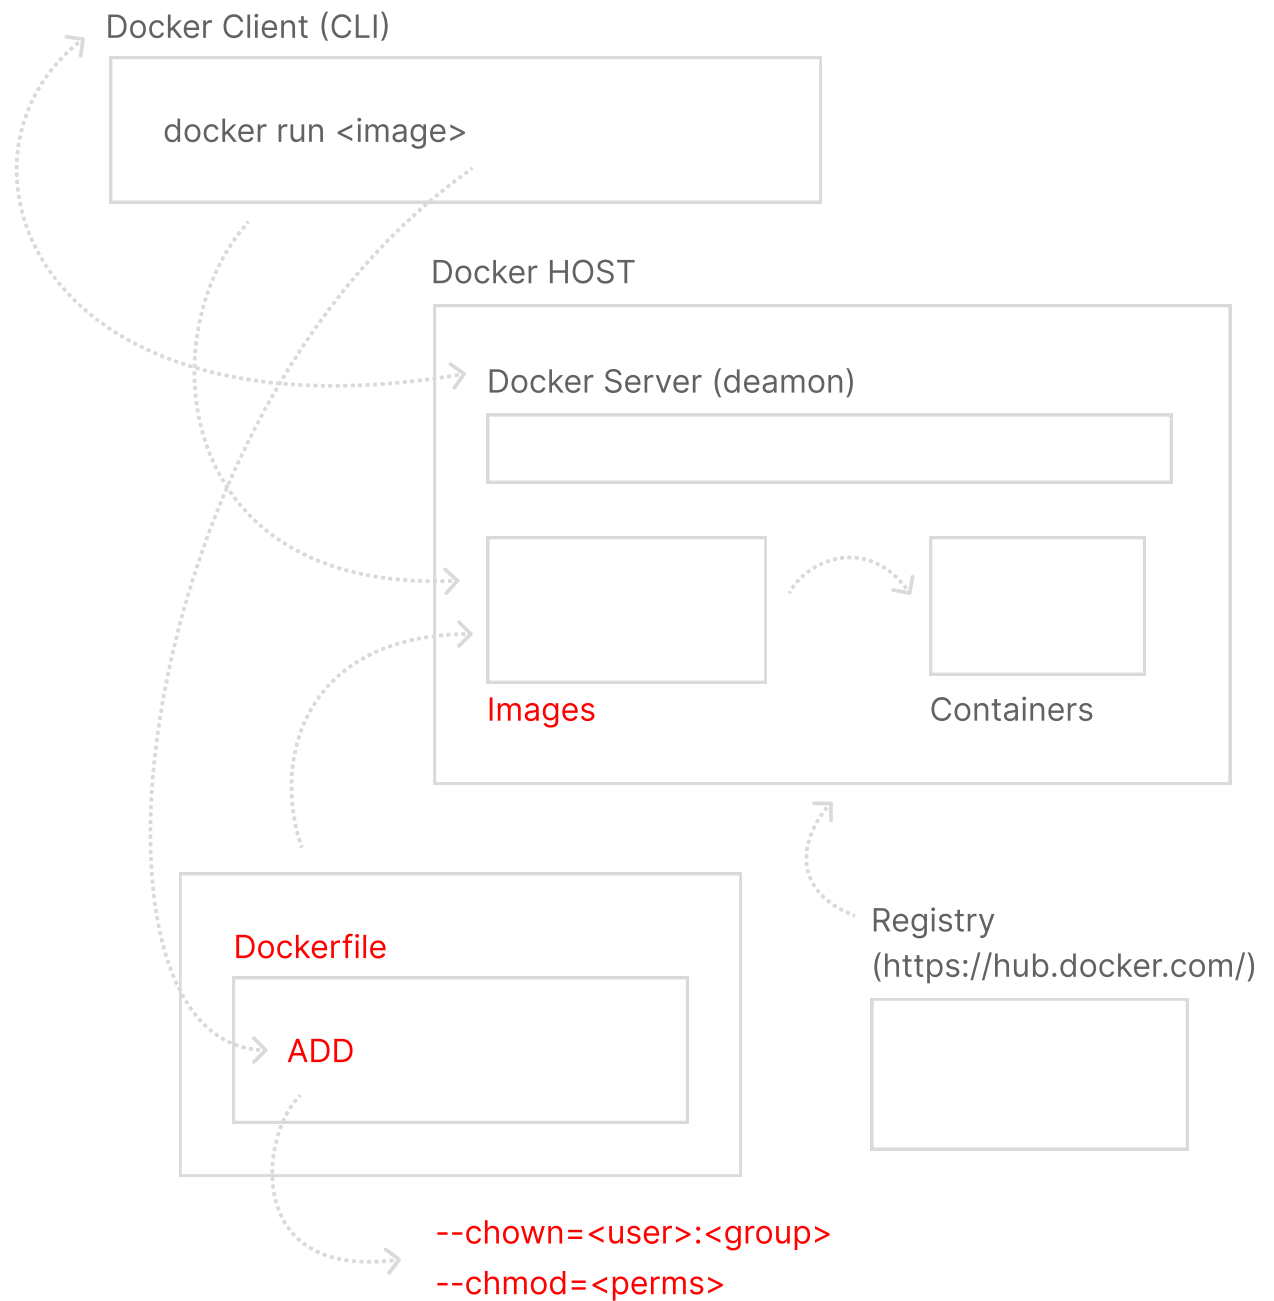 Docker Client (CLI)
docker run <image>
Docker HOST
Docker Server (deamon)
Images
Containers
Dockerfile
ADD
Registry
(https://hub.docker.com/)
--chown=<user>:<group>
--chmod=<perms>